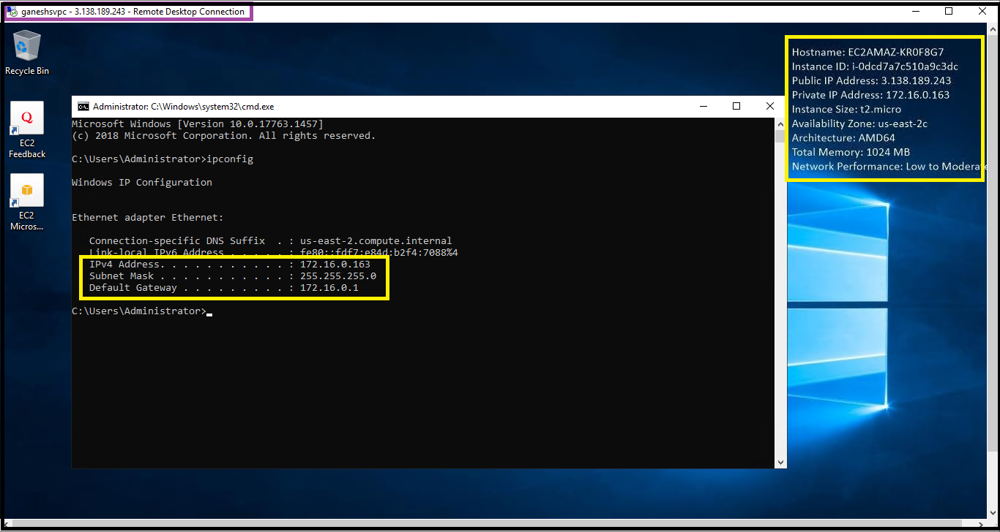 ganeshsvpc - 3.138.189.243 - Remote Desktop Connection
Recycle Bin
EC2
Feedback
EC2
Micros...
Hostname: EC2AMAZ-KR0F8G7
Instance ID: i-0dcd7a7c510a9c3dc
Public IP Address: 3.138.189.243
Private IP Address: 172.16.0.163
Instance Size: t2.micro
Availability Zone: us-east-2c
Architecture: AMD64
Total Memory: 1024 MB
Network Performance: Low to Moderate
Administrator: C:\Windows\system32\cmd.exe
Microsoft Windows [Version 10.0.17763.1457]
(c) 2018 Microsoft Corporation. All rights reserved.
C:\Users\Administrator>ipconfig
Windows IP Configuration
Ethernet adapter Ethernet:
Connection-specific DNS Suffix  . : us-east-2.compute.internal
Link-local IPv6 Address . . . . . : fe80::fdf7:e84d:b2f4:7088%4
IPv4 Address. . . . . . . . . . . : 172.16.0.163
Subnet Mask . . . . . . . . . . . : 255.255.255.0
Default Gateway . . . . . . . . . : 172.16.0.1
C:\Users\Administrator>